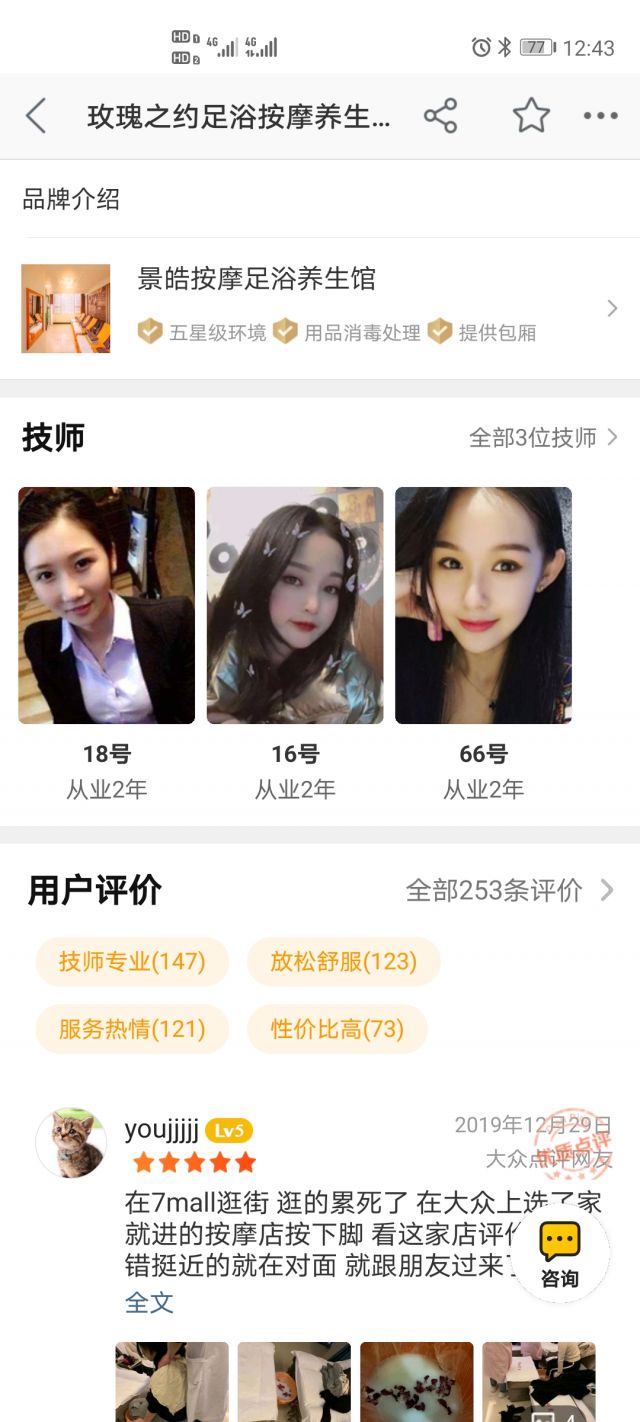 HD 1 4G 4G
HD 2
77 12:43
玫瑰之约足浴按摩养生...
品牌介绍
景皓按摩足浴养生馆
五星级环境 用品消毒处理 提供包厢
技师 全部3位技师
18号 16号 66号
从业2年 从业2年 从业2年
用户评价 全部253条评价
技师专业(147) 放松舒服(123)
服务热情(121) 性价比高(73)
youjjjjj Lv5 2019年12月29日
大众点评网友
优质点评
在7mall逛街 逛的累死了 在大众上选了家
就进的按摩店按下脚 看这家店评价
错挺近的就在对面 就跟朋友过来了
咨询
全文